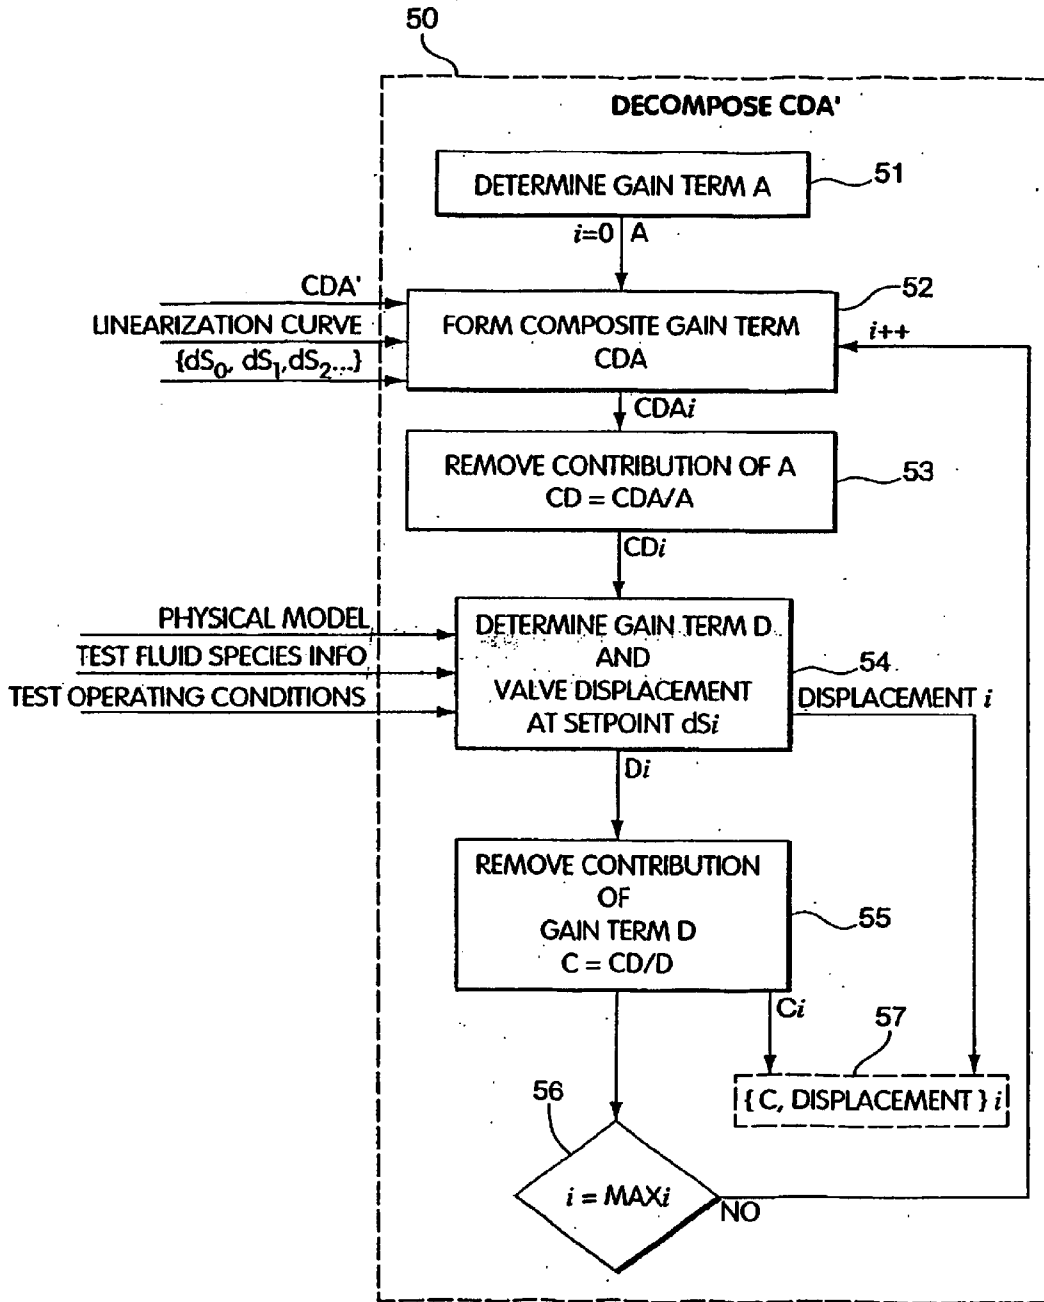 50
DECOMPOSE CDA'
DETERMINE GAIN TERM A
51
i=0 A
CDA'
LINEARIZATION CURVE
{dS0, dS1,dS2...}
52
FORM COMPOSITE GAIN TERM
CDA
i++
CDAi
REMOVE CONTRIBUTION OF A
CD = CDA/A
53
CDi
PHYSICAL MODEL
TEST FLUID SPECIES INFO
TEST OPERATING CONDITIONS
DETERMINE GAIN TERM D
AND
VALVE DISPLACEMENT
AT SETPOINT dSi
54
DISPLACEMENT i
Di
REMOVE CONTRIBUTION
OF
GAIN TERM D
C = CD/D
55
Ci
57
{ C, DISPLACEMENT } i
56
i = MAXi
NO